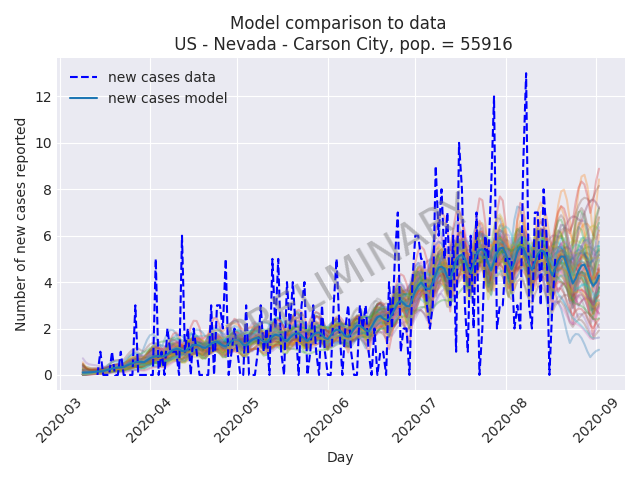 Model comparison to data
US - Nevada - Carson City, pop. = 55916
new cases data
new cases model
PRELIMINARY
Number of new cases reported
12
10
8
6
4
2
0
2020-03
2020-04
2020-05
2020-06
2020-07
2020-08
2020-09
Day